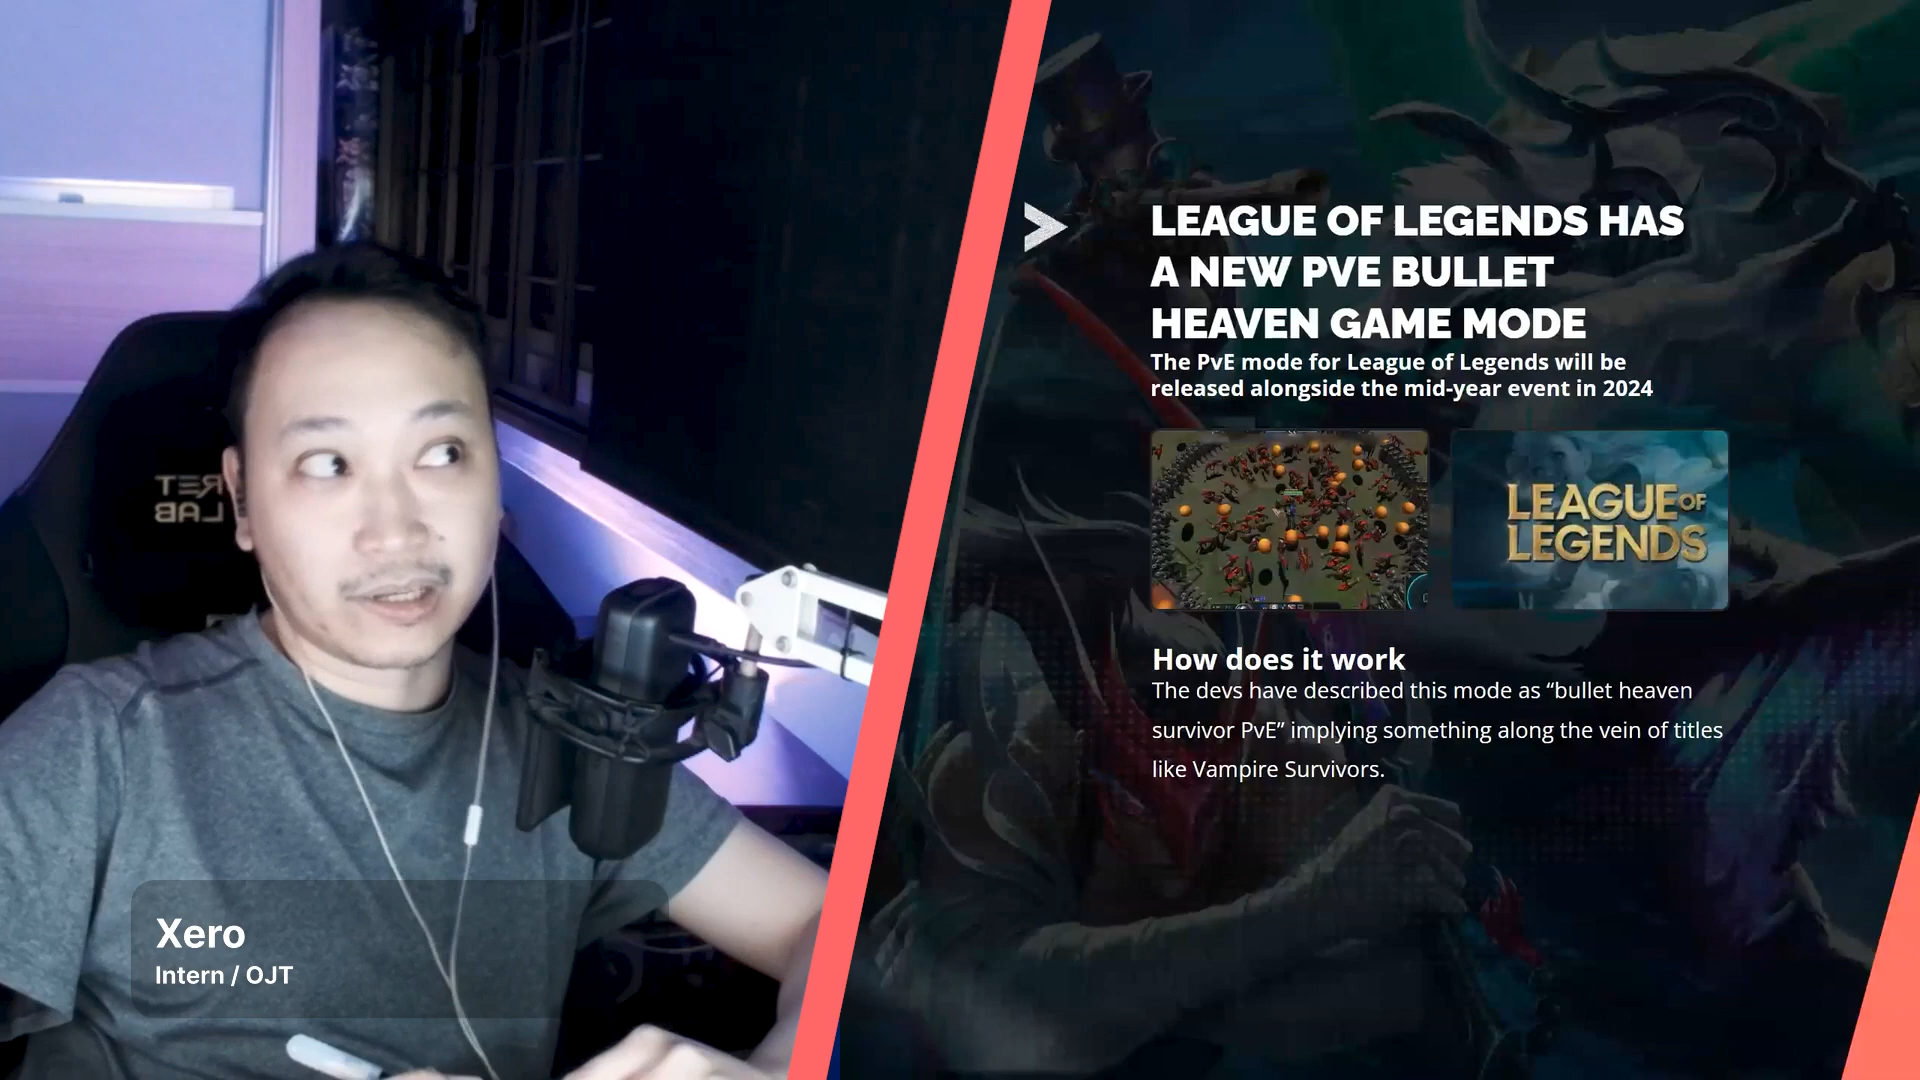 LEAGUE OF LEGENDS HAS
A NEW PVE BULLET
HEAVEN GAME MODE
The PvE mode for League of Legends will be
released alongside the mid-year event in 2024
LEAGUE OF
LEGENDS
How does it work
The devs have described this mode as “bullet heaven
survivor PvE” implying something along the vein of titles
like Vampire Survivors.
RET
LAB
Xero
Intern / OJT